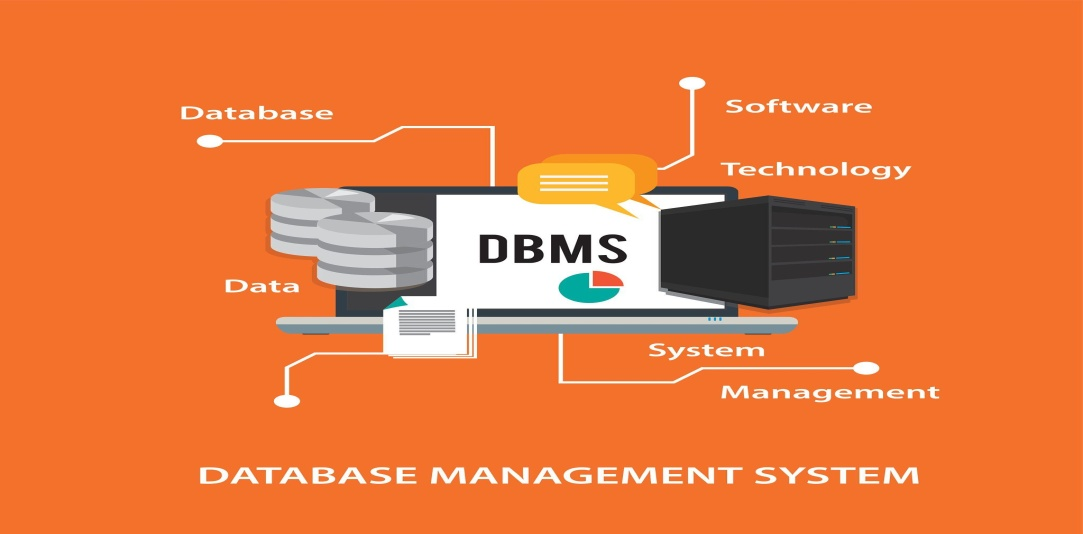 Database
Software
Technology
DBMS
Data
System
Management
DATABASE MANAGEMENT SYSTEM